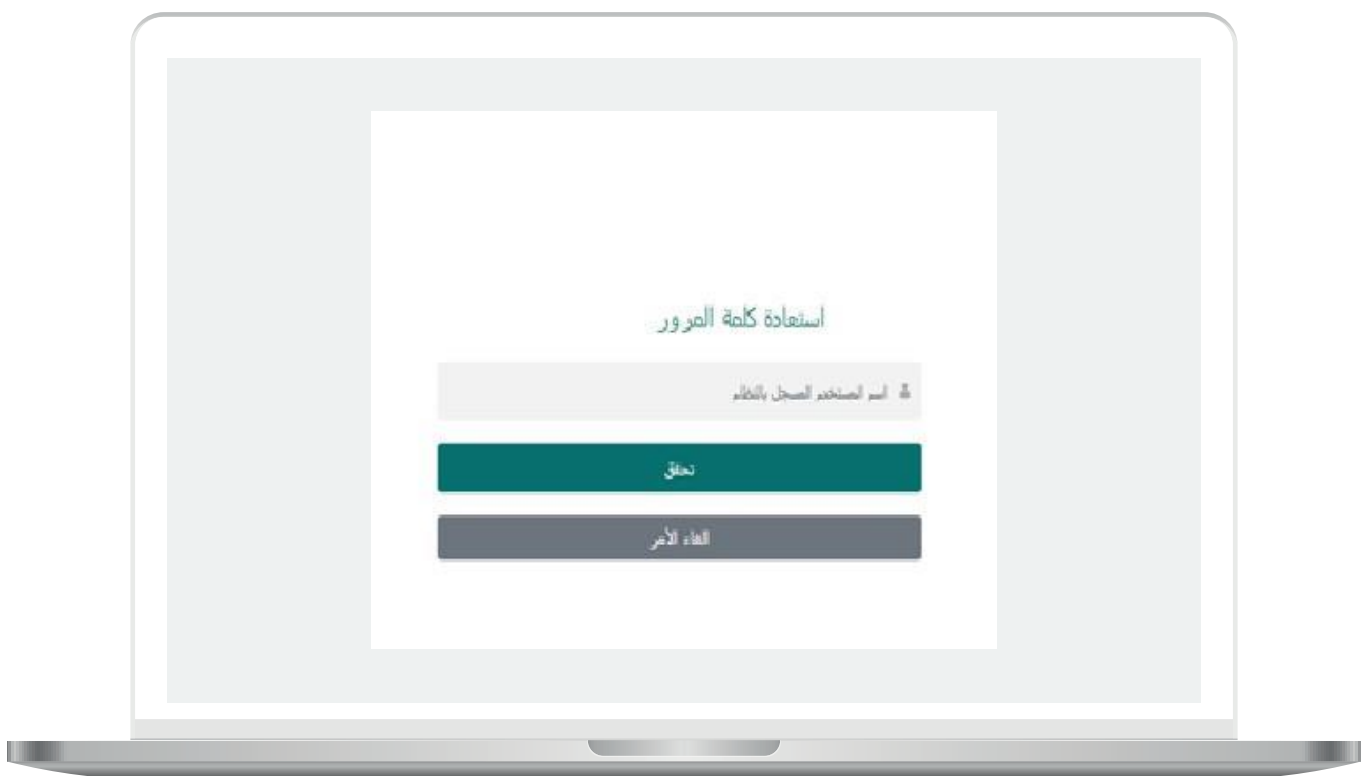 استعادة كلمة المرور
اسم المستخدم المسجل بالنظام
تحقق
الغاء الأمر